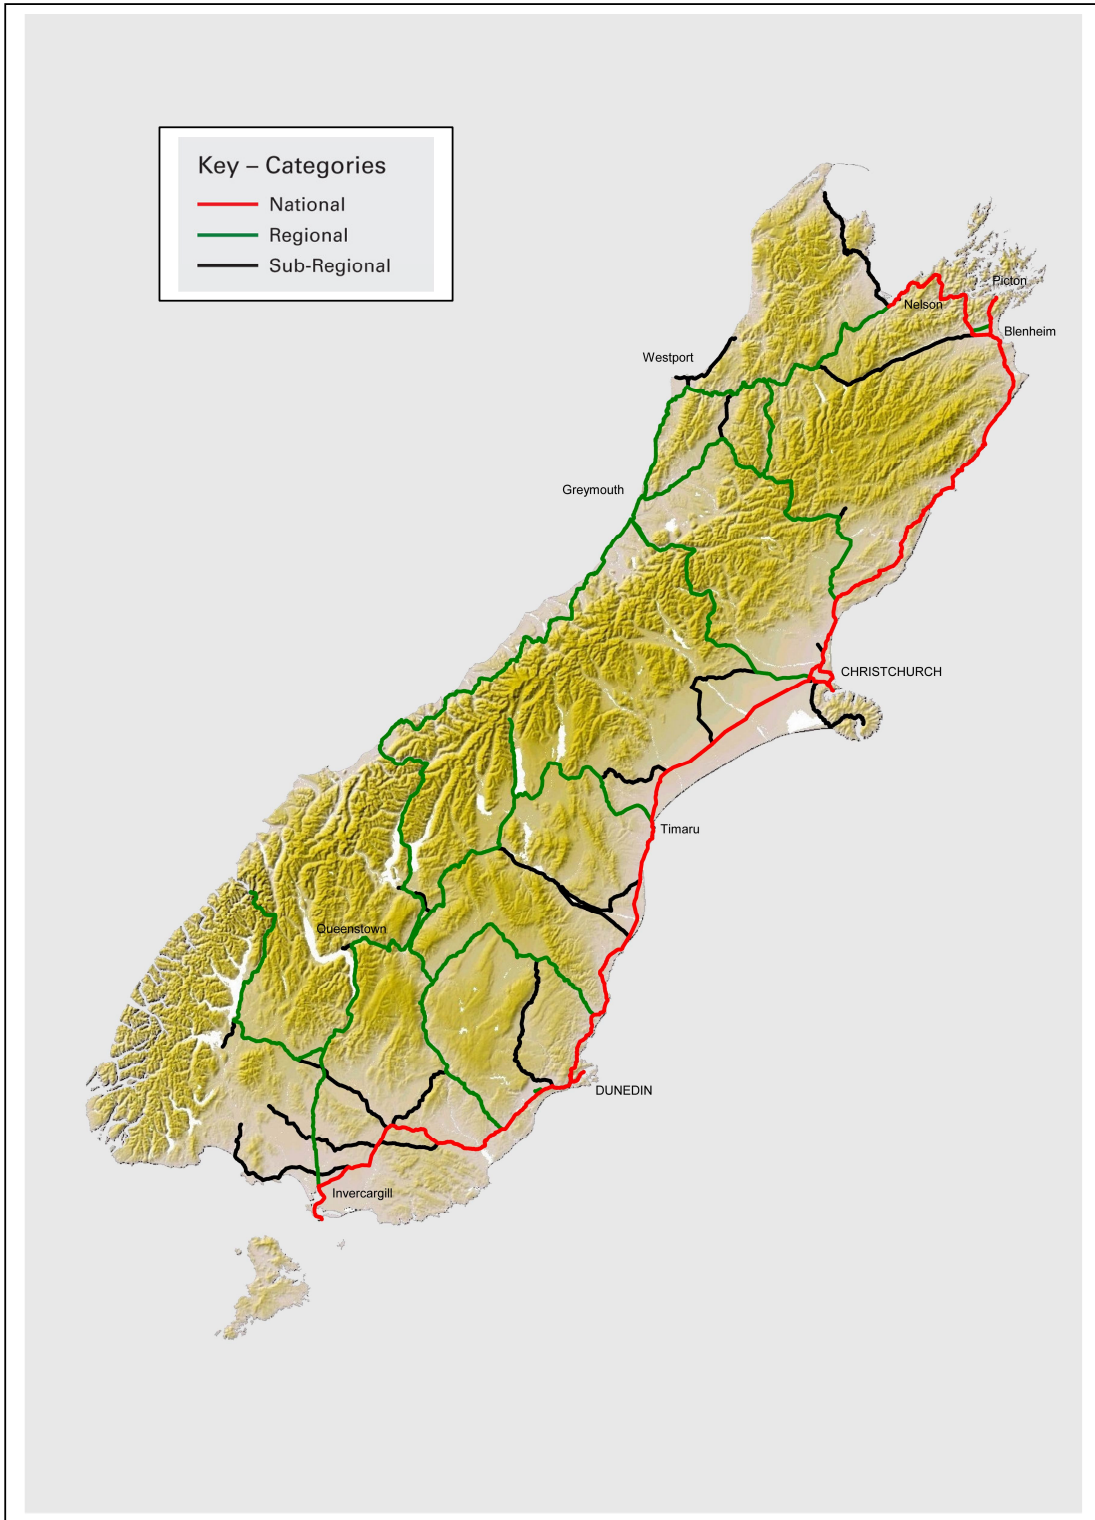 Key – Categories
National
Regional
Sub-Regional
Picton
Nelson
Blenheim
Westport
Greymouth
CHRISTCHURCH
Timaru
Queenstown
DUNEDIN
Invercargill